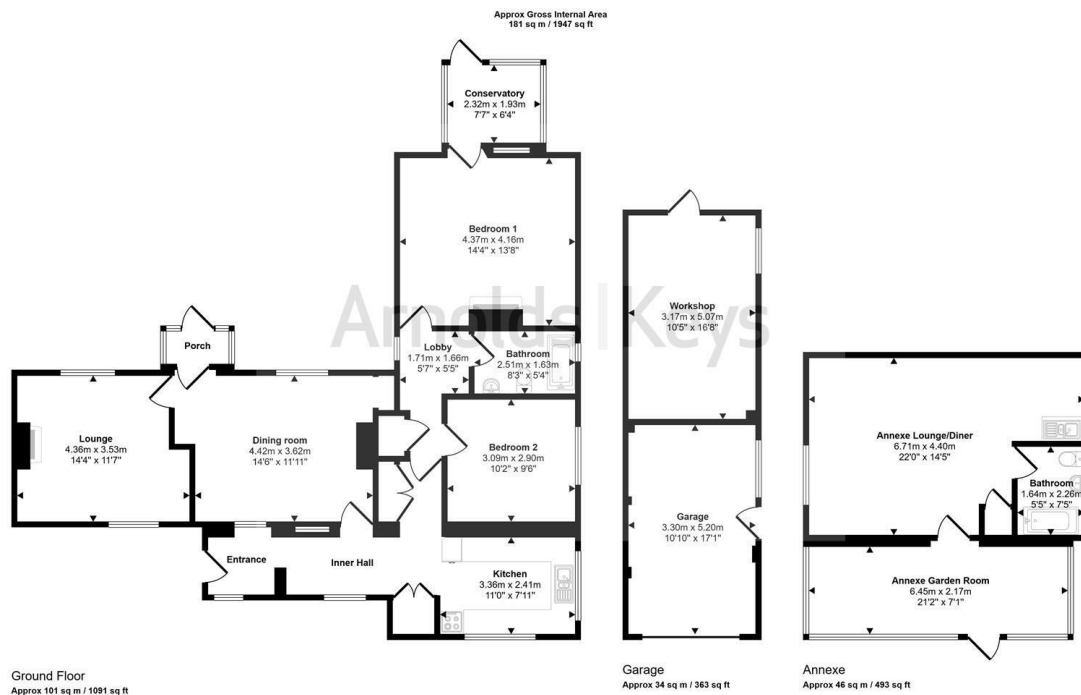 Approx Gross Internal Area
181 sq m / 1947 sq ft
Conservatory
2.32m x 1.93m
7'7" x 6'4"
Bedroom 1
4.37m x 4.16m
14'4" x 13'8"
Arnolds | Keys
Porch
Lobby
1.71m x 1.66m
5'7" x 5'5"
Bathroom
2.51m x 1.63m
8'3" x 5'4"
Lounge
4.36m x 3.53m
14'4" x 11'7"
Dining room
4.42m x 3.62m
14'6" x 11'11"
Bedroom 2
3.09m x 2.90m
10'2" x 9'6"
Entrance
Inner Hall
Kitchen
3.36m x 2.41m
11'0" x 7'11"
Ground Floor
Approx 101 sq m / 1091 sq ft
Workshop
3.17m x 5.07m
10'5" x 16'8"
Garage
3.30m x 5.20m
10'10" x 17'1"
Garage
Approx 34 sq m / 363 sq ft
Annexe Lounge/Diner
6.71m x 4.40m
22'0" x 14'5"
Bathroom
1.64m x 2.26m
5'5" x 7'5"
Annexe Garden Room
6.45m x 2.17m
21'2" x 7'1"
Annexe
Approx 46 sq m / 493 sq ft